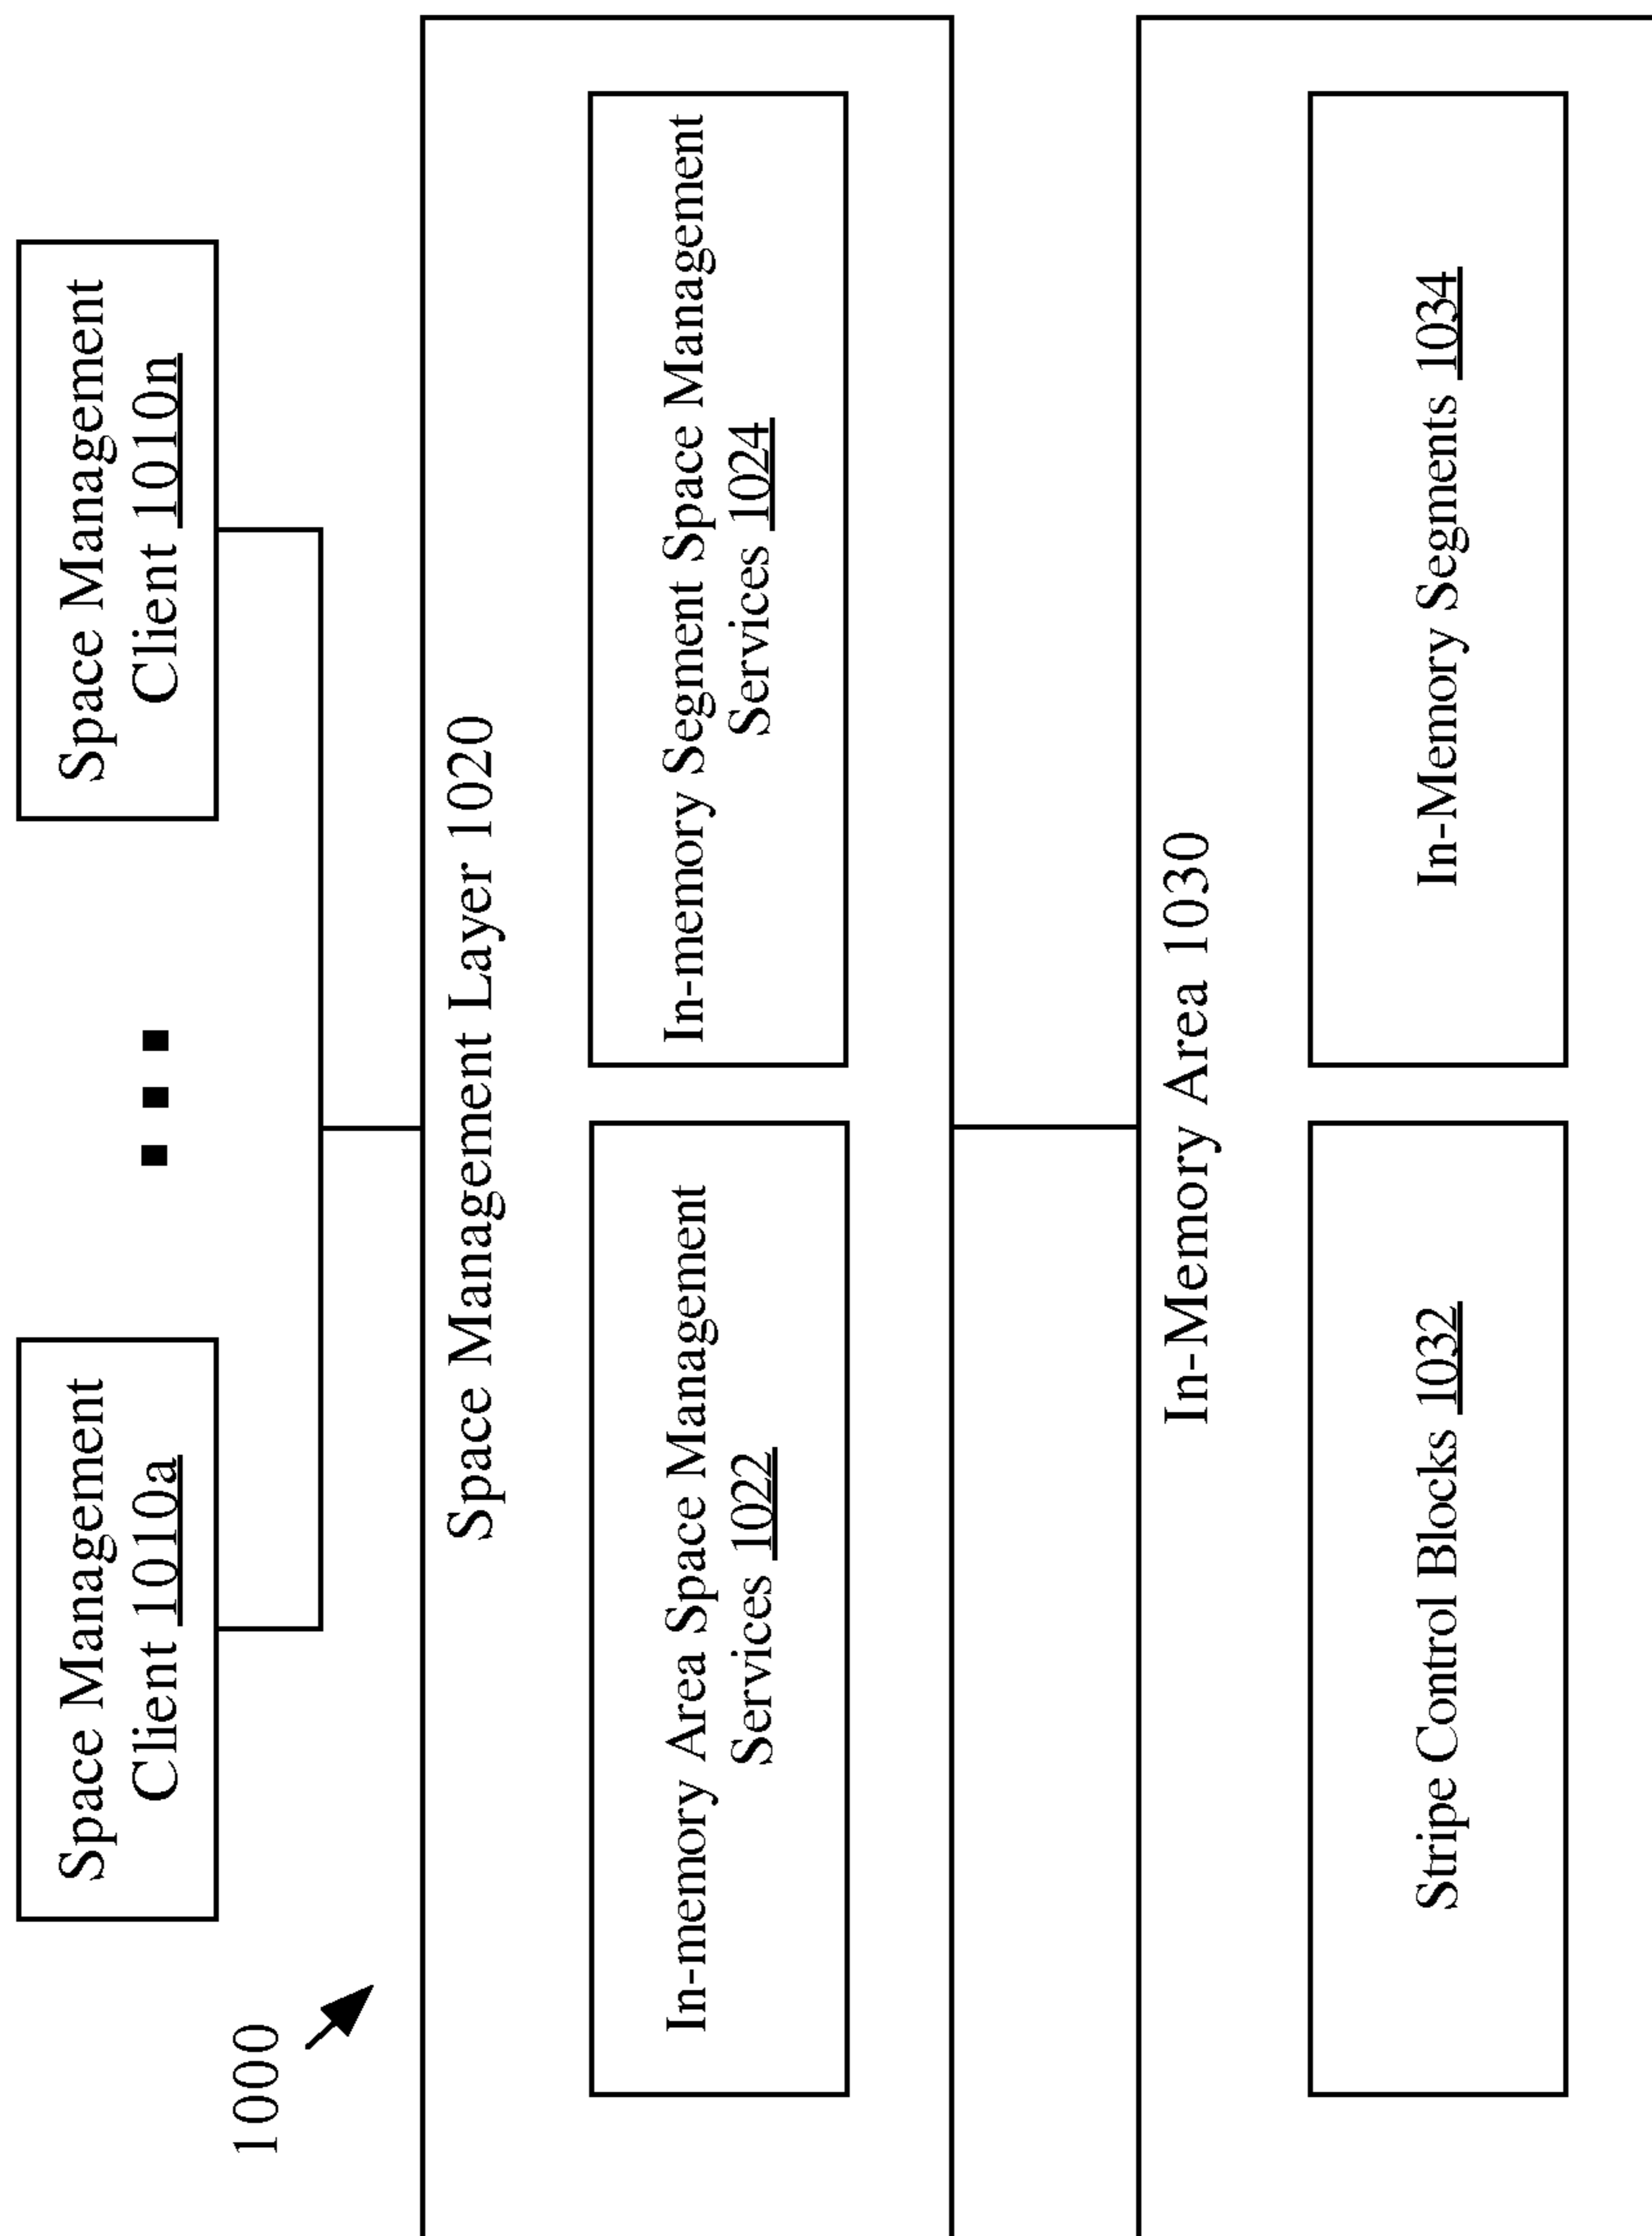 1000
Space Management
Client 1010a
Space Management
Client 1010n
Space Management Layer 1020
In-memory Area Space Management
Services 1022
In-memory Segment Space Management
Services 1024
In-Memory Area 1030
Stripe Control Blocks 1032
In-Memory Segments 1034